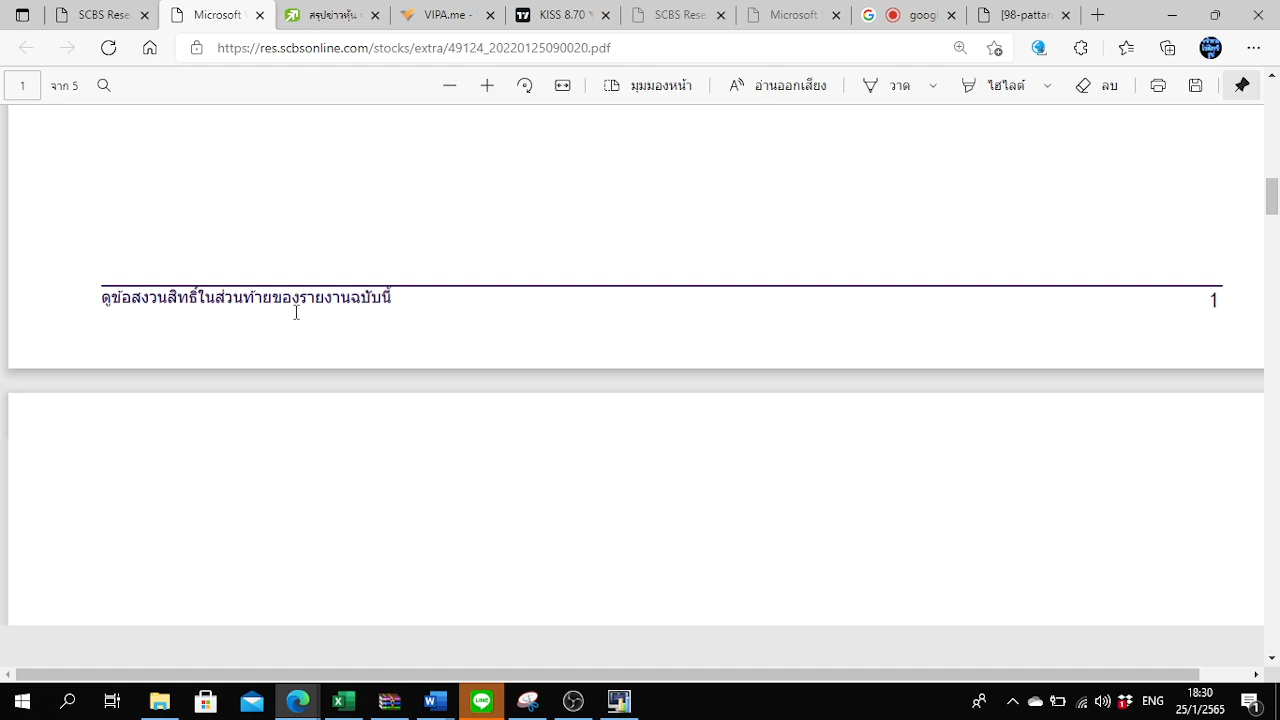 SCBS Rese
Microsoft
สรุปข่าวหุ้น
VIPA.me -
KISS 8.70
SCBS Rese
Microsoft
googl
[98-pattar
https://res.scbsonline.com/stocks/extra/49124_20220125090020.pdf
1 จาก 5 มุมมองหน้า อ่านออกเสียง วาด ไฮไลต์ ลบ
ดูข้อสงวนสิทธิ์ในส่วนท้ายของรายงานฉบับนี้ 1
ENG
18:30
25/1/2565